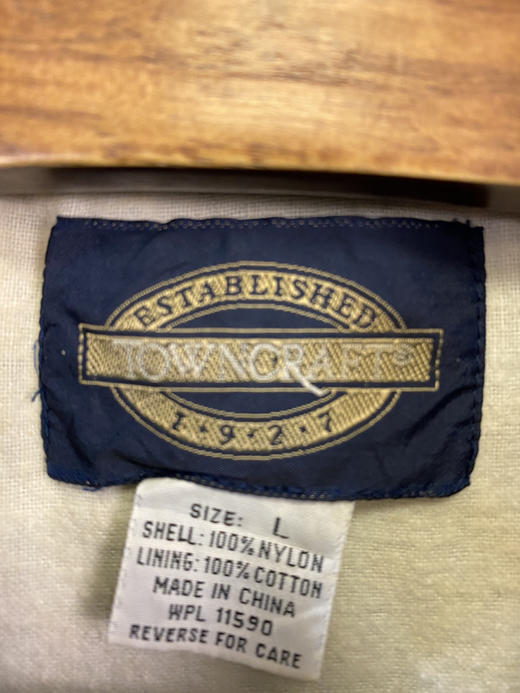 ESTABLISHED
TOWNCRAFT®
1•9•2•7
SIZE: L
SHELL: 100% NYLON
LINING: 100% COTTON
MADE IN CHINA
WPL 11590
REVERSE FOR CARE